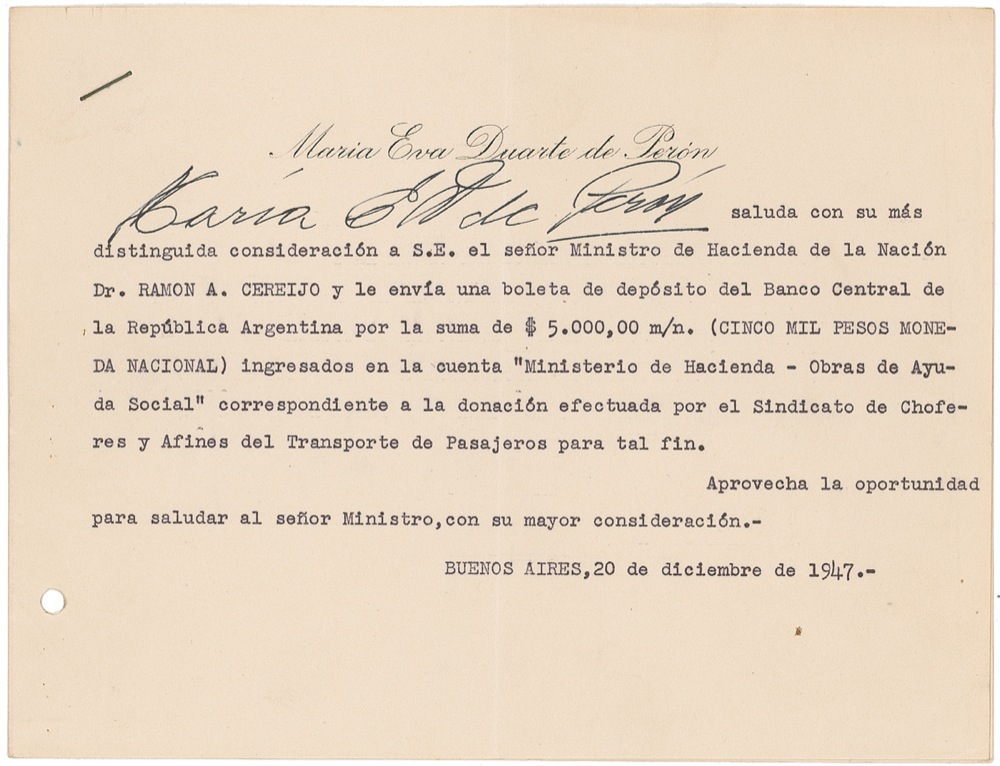 Maria Eva Duarte de Perón
María E D de Perón saluda con su más
distinguida consideración a S.E. el señor Ministro de Hacienda de la Nación
Dr. RAMON A. CEREIJO y le envía una boleta de depósito del Banco Central de
la República Argentina por la suma de $ 5.000,00 m/n. (CINCO MIL PESOS MONE-
DA NACIONAL) ingresados en la cuenta "Ministerio de Hacienda - Obras de Ayu-
da Social" correspondiente a la donación efectuada por el Sindicato de Chofe-
res y Afines del Transporte de Pasajeros para tal fin.
Aprovecha la oportunidad
para saludar al señor Ministro,con su mayor consideración.-
BUENOS AIRES,20 de diciembre de 1947.-